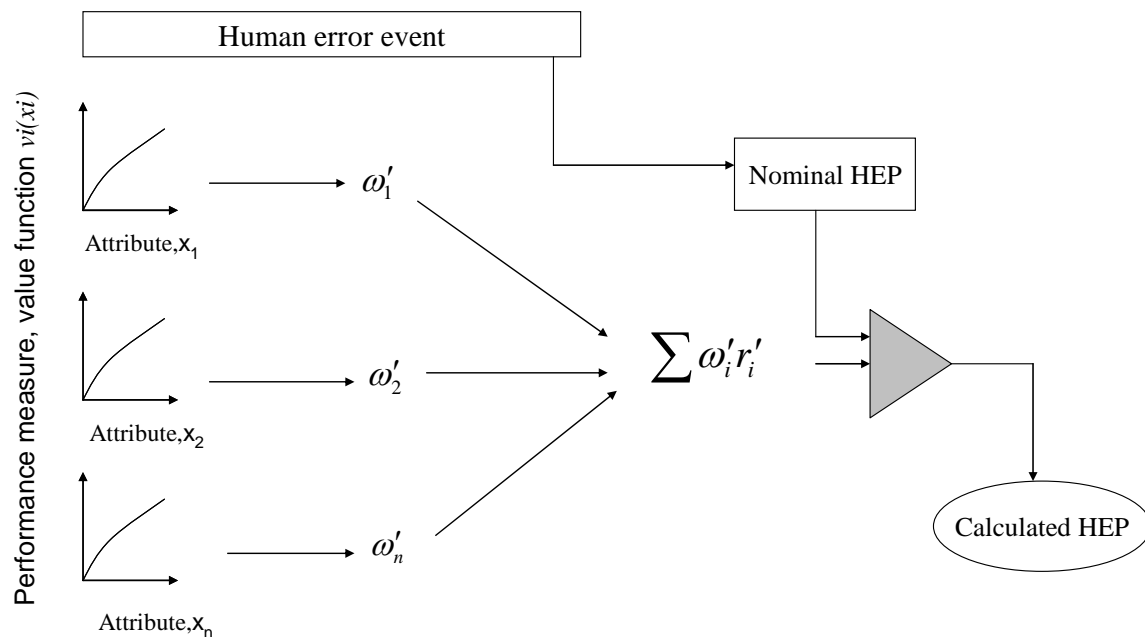 Human error event
Performance measure, value function vi(xi)
Attribute,x₁
ω′₁
Nominal HEP
Attribute,x₂
ω′₂
∑ ω′ᵢr′ᵢ
Attribute,xₙ
ω′ₙ
Calculated HEP